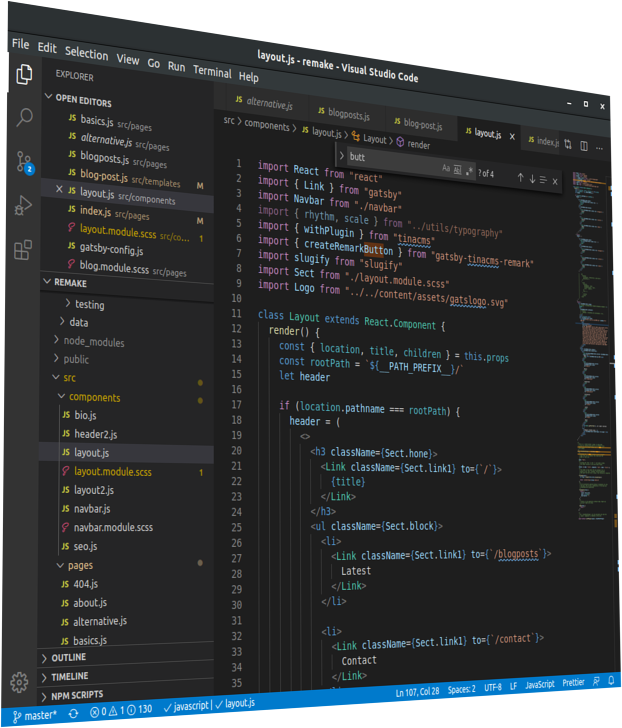 layout.js - remake - Visual Studio Code
File Edit Selection View Go Run Terminal Help
EXPLORER
OPEN EDITORS
JS basics.js src/pages
JS alternative.js src/pages
JS blogposts.js src/pages
JS blog-post.js src/templates M
JS layout.js src/components
JS index.js src/pages M
layout.module.scss src/co... 1
gatsby-config.js
blog.module.scss src/pages
REMAKE
testing
data
node_modules
public
src
components
JS bio.js
JS header2.js
JS layout.js
layout.module.scss 1
JS layout2.js
JS navbar.js
navbar.module.scss
JS seo.js
pages
JS 404.js
JS about.js
JS alternative.js
JS basics.js
OUTLINE
TIMELINE
NPM SCRIPTS
2
JS alternative.js JS blogposts.js JS blog-post.js JS layout.js JS index.js
src > components > JS layout.js > Layout > render
butt Aa Abl .* ? of 4
1 import React from "react"
2 import { Link } from "gatsby"
3 import Navbar from "./navbar"
4 import { rhythm, scale } from "../utils/typography"
5 import { withPlugin } from "tinacms"
6 import { createRemarkButton } from "gatsby-tinacms-remark"
7 import slugify from "slugify"
8 import Sect from "./layout.module.scss"
9 import Logo from "../../content/assets/gatslogo.svg"
10
11 class Layout extends React.Component {
12 render() {
13 const { location, title, children } = this.props
14 const rootPath = `${__PATH_PREFIX__}/`
15 let header
16
17 if (location.pathname === rootPath) {
18 header = (
19 <>
20 <h3 className={Sect.hone}>
21 <Link className={Sect.link1} to={`/`}>
22 {title}
23 </Link>
24 </h3>
25 <ul className={Sect.block}>
26 <li>
27 <Link className={Sect.link1} to={`/blogposts`}>
28 Latest
29 </Link>
30 </li>
31
32 <li>
33 <Link className={Sect.link1} to={`/contact`}>
34 Contact
35 </Link>
master* 0 1 130 javascript | layout.js Ln 107, Col 28 Spaces: 2 UTF-8 LF JavaScript Prettier